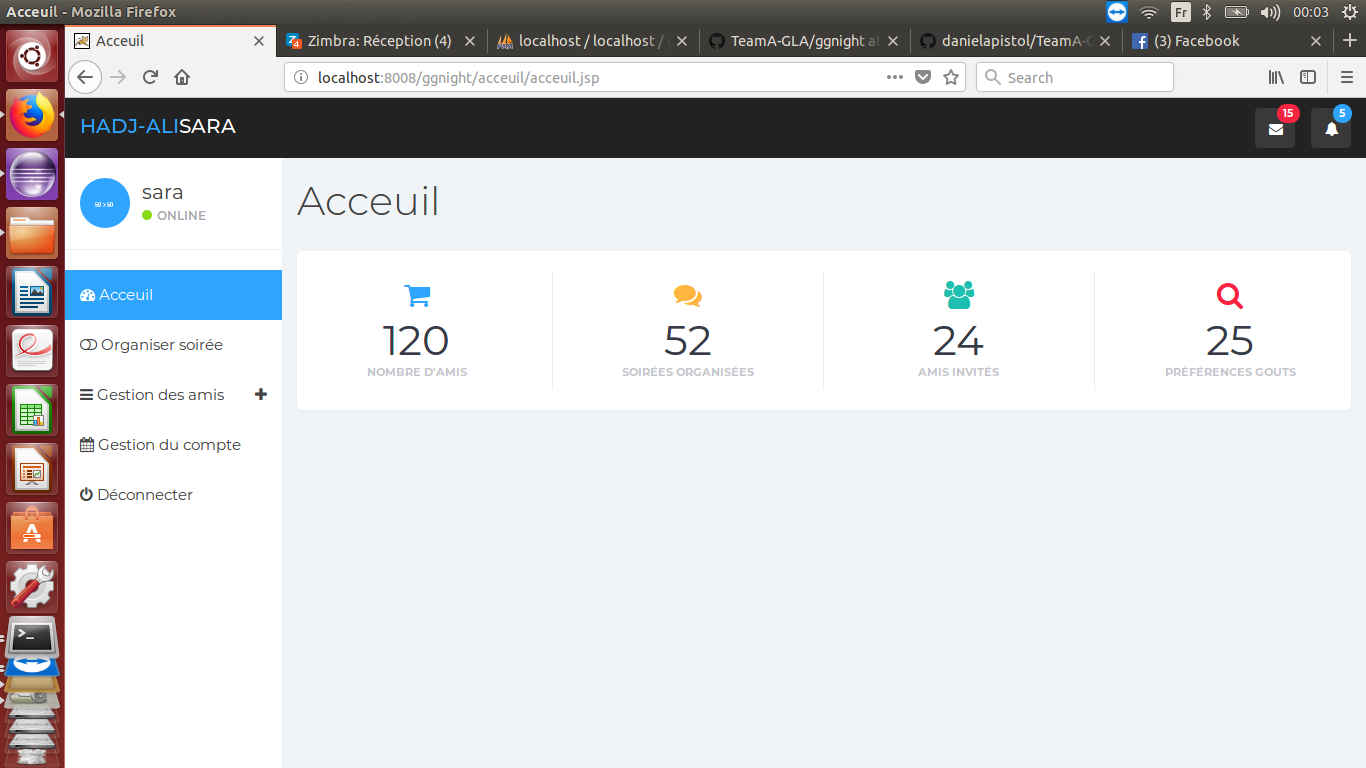 Acceuil - Mozilla Firefox
Fr
00:03
Acceuil
Zimbra: Réception (4)
localhost / localhost /
TeamA-GLA/ggnight at
danielapistol/TeamA-G
(3) Facebook
localhost:8008/ggnight/acceuil/acceuil.jsp
Search
HADJ-ALISARA
15
5
50 x 50
sara
ONLINE
Acceuil
Organiser soirée
Gestion des amis
Gestion du compte
Déconnecter
Acceuil
120
NOMBRE D'AMIS
52
SOIRÉES ORGANISÉES
24
AMIS INVITÉS
25
PRÉFÉRENCES GOUTS